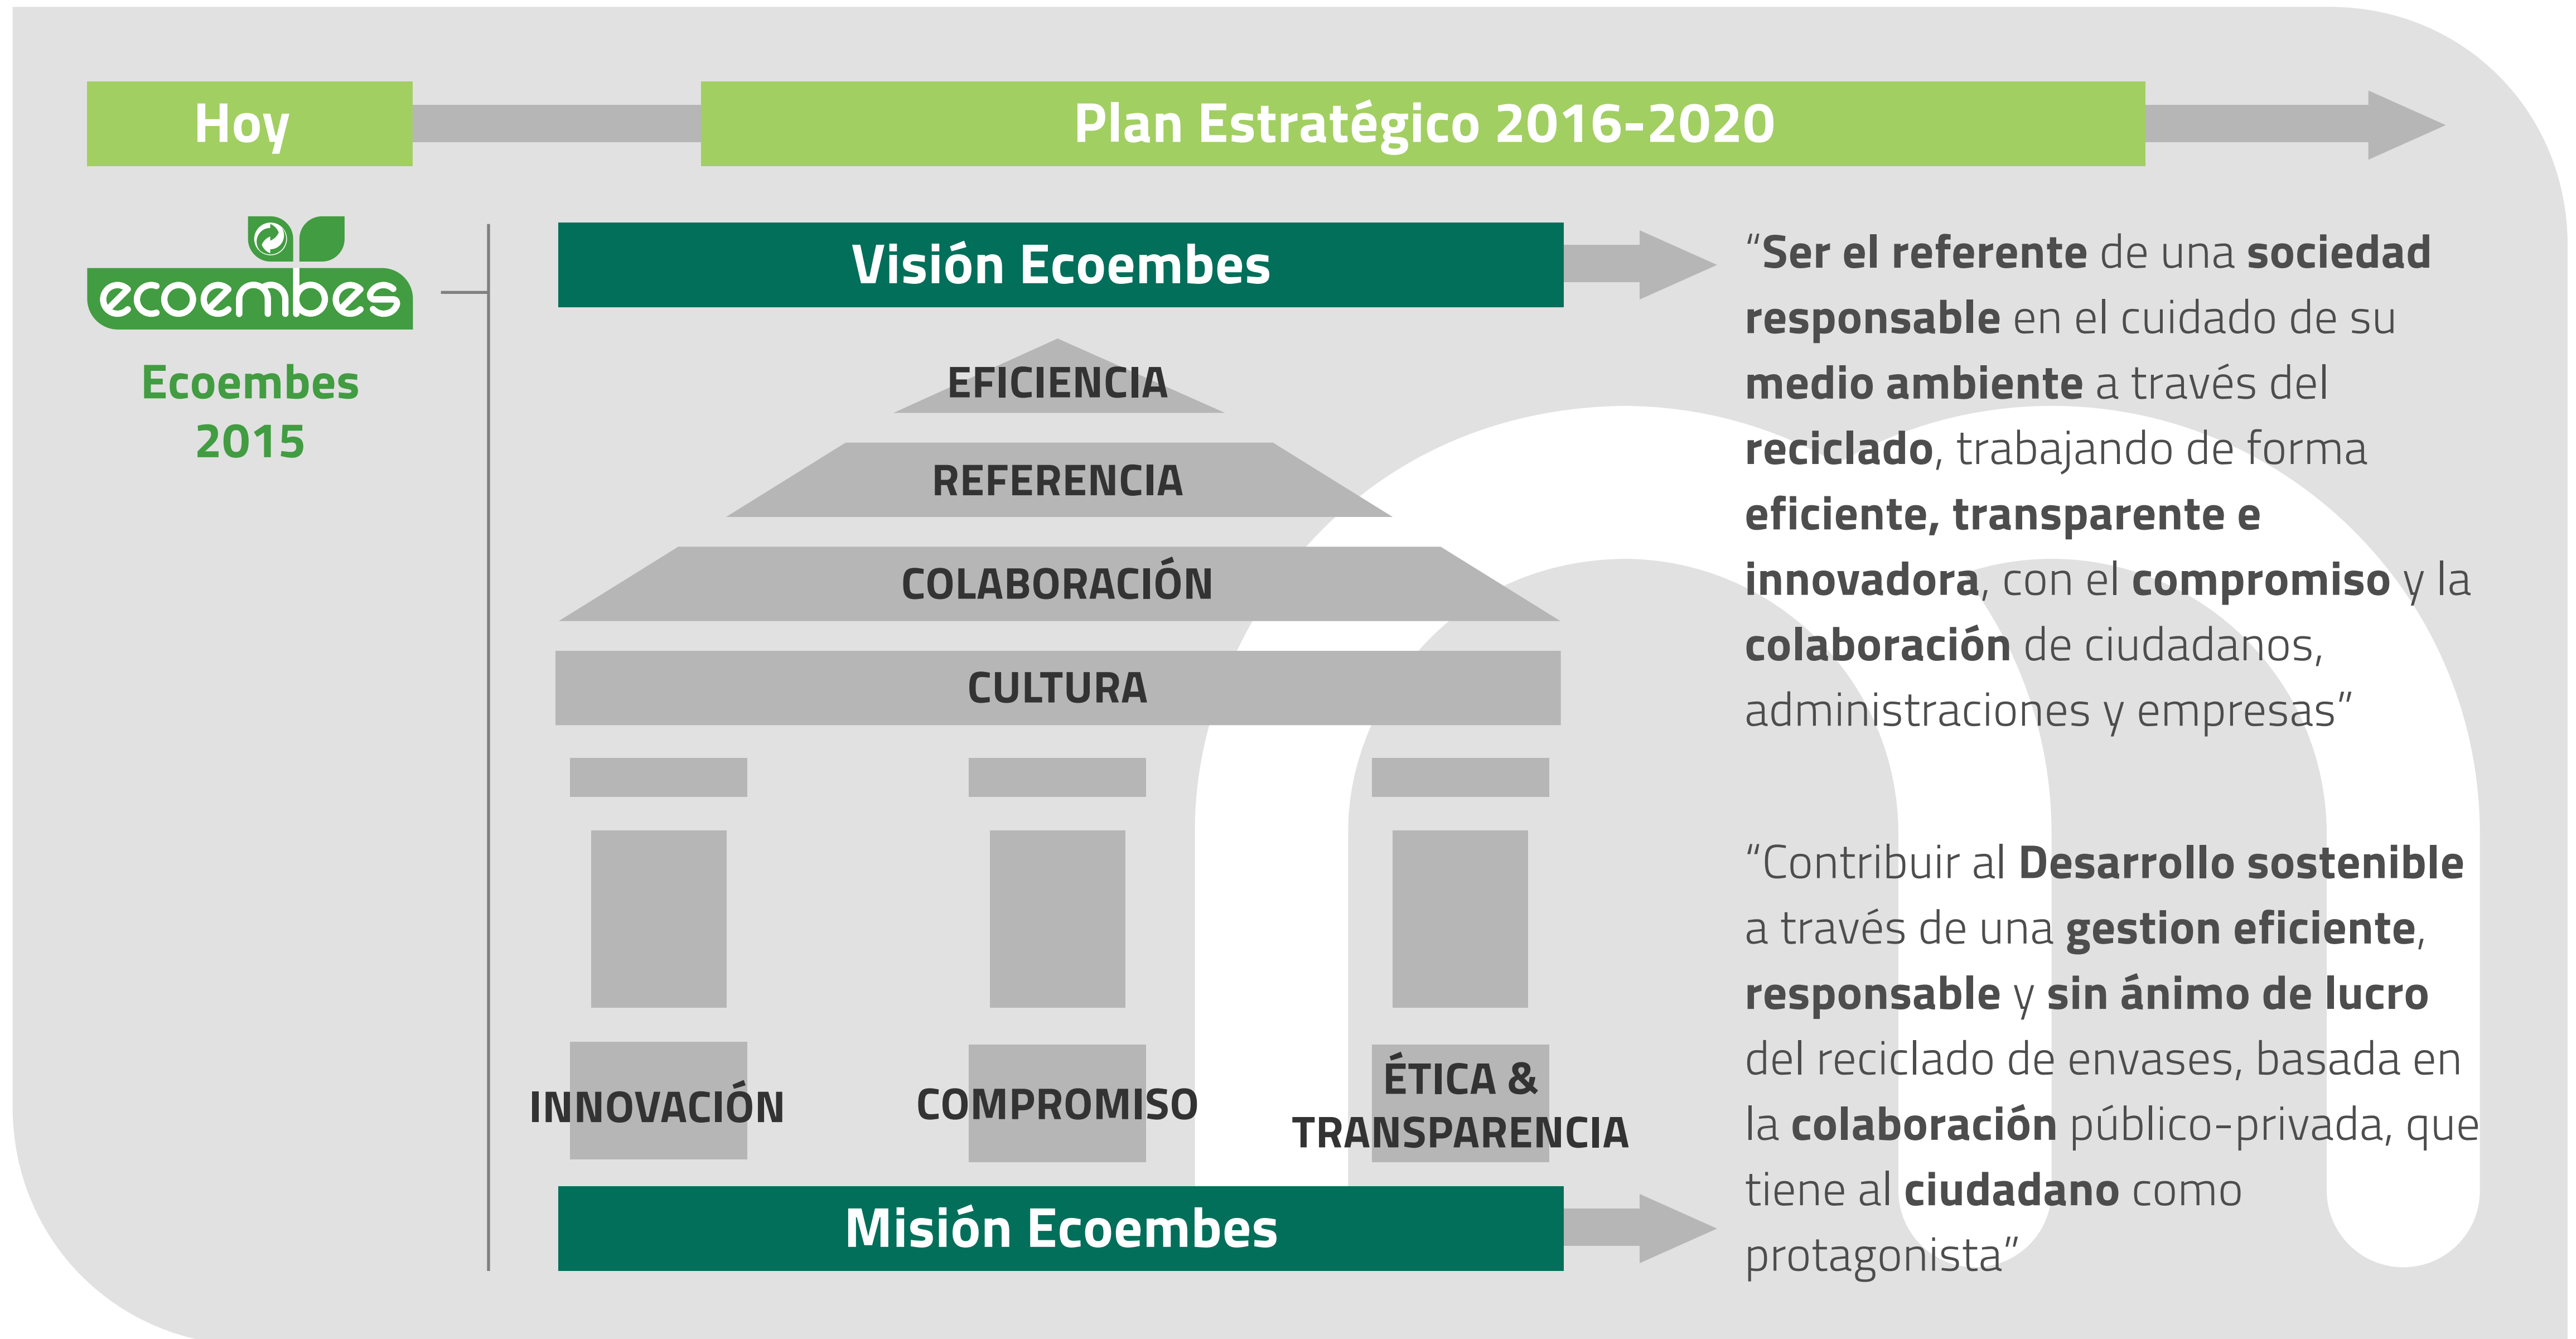 Hoy
Plan Estratégico 2016-2020
ecoembes
Ecoembes
2015
Visión Ecoembes
EFICIENCIA
REFERENCIA
COLABORACIÓN
CULTURA
INNOVACIÓN
COMPROMISO
ÉTICA &
TRANSPARENCIA
Misión Ecoembes
“Ser el referente de una sociedad
responsable en el cuidado de su
medio ambiente a través del
reciclado, trabajando de forma
eficiente, transparente e
innovadora, con el compromiso y la
colaboración de ciudadanos,
administraciones y empresas”
“Contribuir al Desarrollo sostenible
a través de una gestion eficiente,
responsable y sin ánimo de lucro
del reciclado de envases, basada en
la colaboración público-privada, que
tiene al ciudadano como
protagonista”